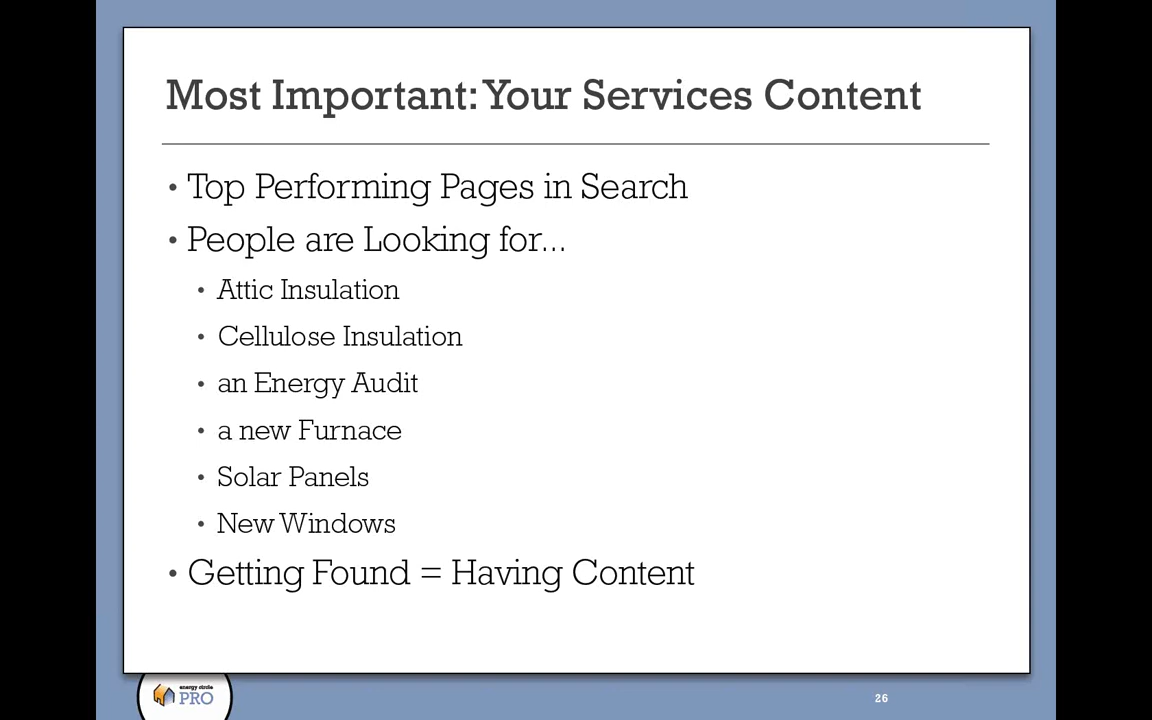 Most Important: Your Services Content
• Top Performing Pages in Search
• People are Looking for...
• Attic Insulation
• Cellulose Insulation
• an Energy Audit
• a new Furnace
• Solar Panels
• New Windows
• Getting Found = Having Content
energy circle
PRO
26